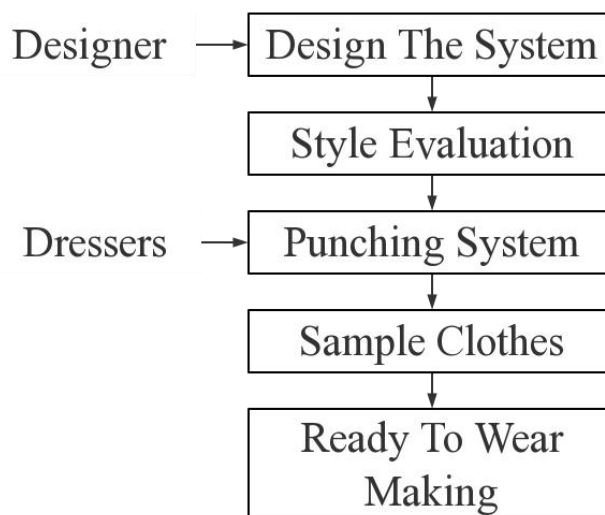 Designer
Design The System
Style Evaluation
Dressers
Punching System
Sample Clothes
Ready To Wear
Making